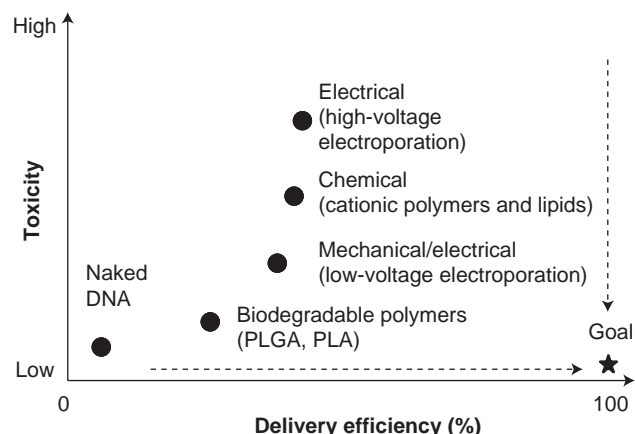 High
Electrical
(high-voltage
electroporation)
Chemical
(cationic polymers and lipids)
Toxicity
Mechanical/electrical
(low-voltage electroporation)
Naked
DNA
Biodegradable polymers
(PLGA, PLA)
Goal
Low
0
100
Delivery efficiency (%)